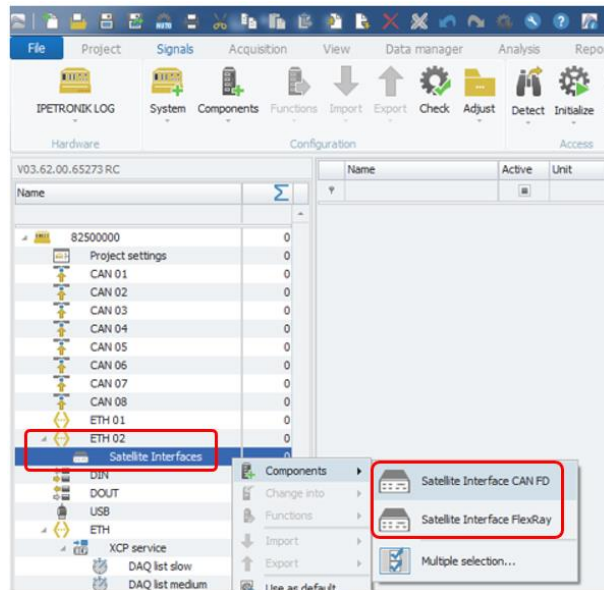 AUTO
File Project Signals Acquisition View Data manager Analysis Repo
IPETRONIK LOG System Components Functions Import Export Check Adjust Detect Initialize
Hardware Configuration Access
V03.62.00.65273 RC
Name Σ Name Active Unit
82500000 0
Project settings 0
CAN 01 0
CAN 02 0
CAN 03 0
CAN 04 0
CAN 05 0
CAN 06 0
CAN 07 0
CAN 08 0
ETH 01 0
ETH 02 0
Satellite Interfaces 0
DIN
DOUT
USB
ETH
XCP service
DAQ list slow
DAQ list medium
Components
Change into
Functions
Import
Export
Use as default
Satellite Interface CAN FD
Satellite Interface FlexRay
Multiple selection...